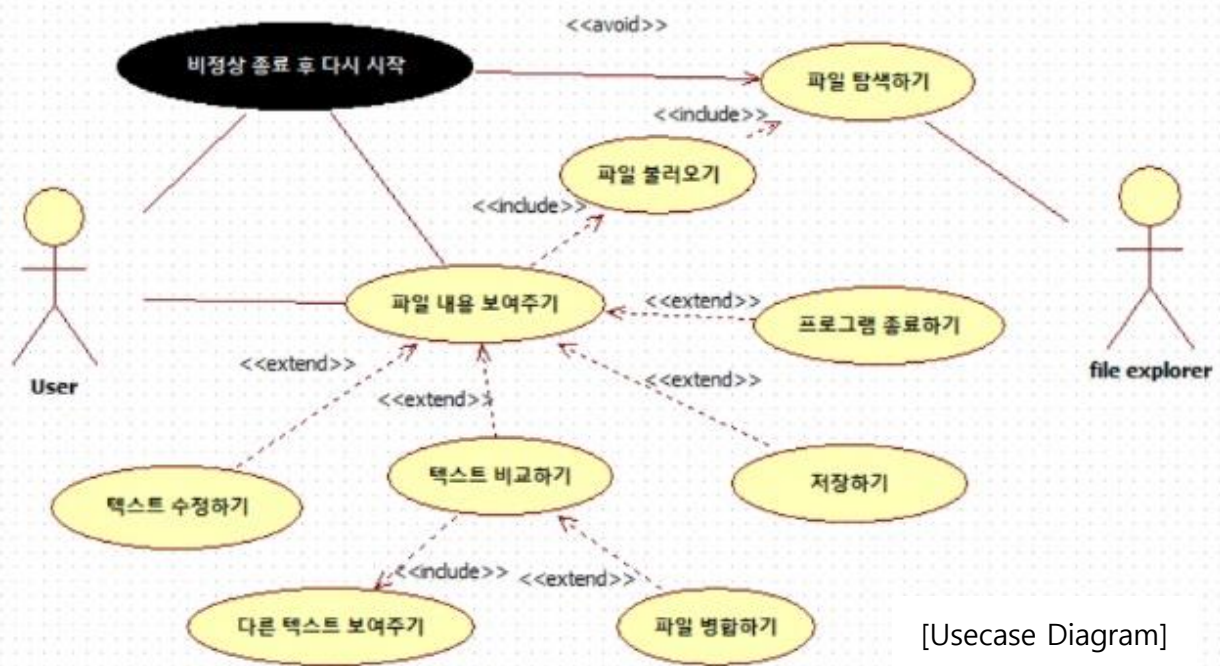 <<avoid>>
비정상 종료 후 다시 시작
파일 탐색하기
<<include>>
파일 불러오기
<<include>>
파일 내용 보여주기
<<extend>>
프로그램 종료하기
User
<<extend>>
<<extend>>
<<extend>>
file explorer
텍스트 수정하기
텍스트 비교하기
저장하기
<<include>>
<<extend>>
다른 텍스트 보여주기
파일 병합하기
[Usecase Diagram]